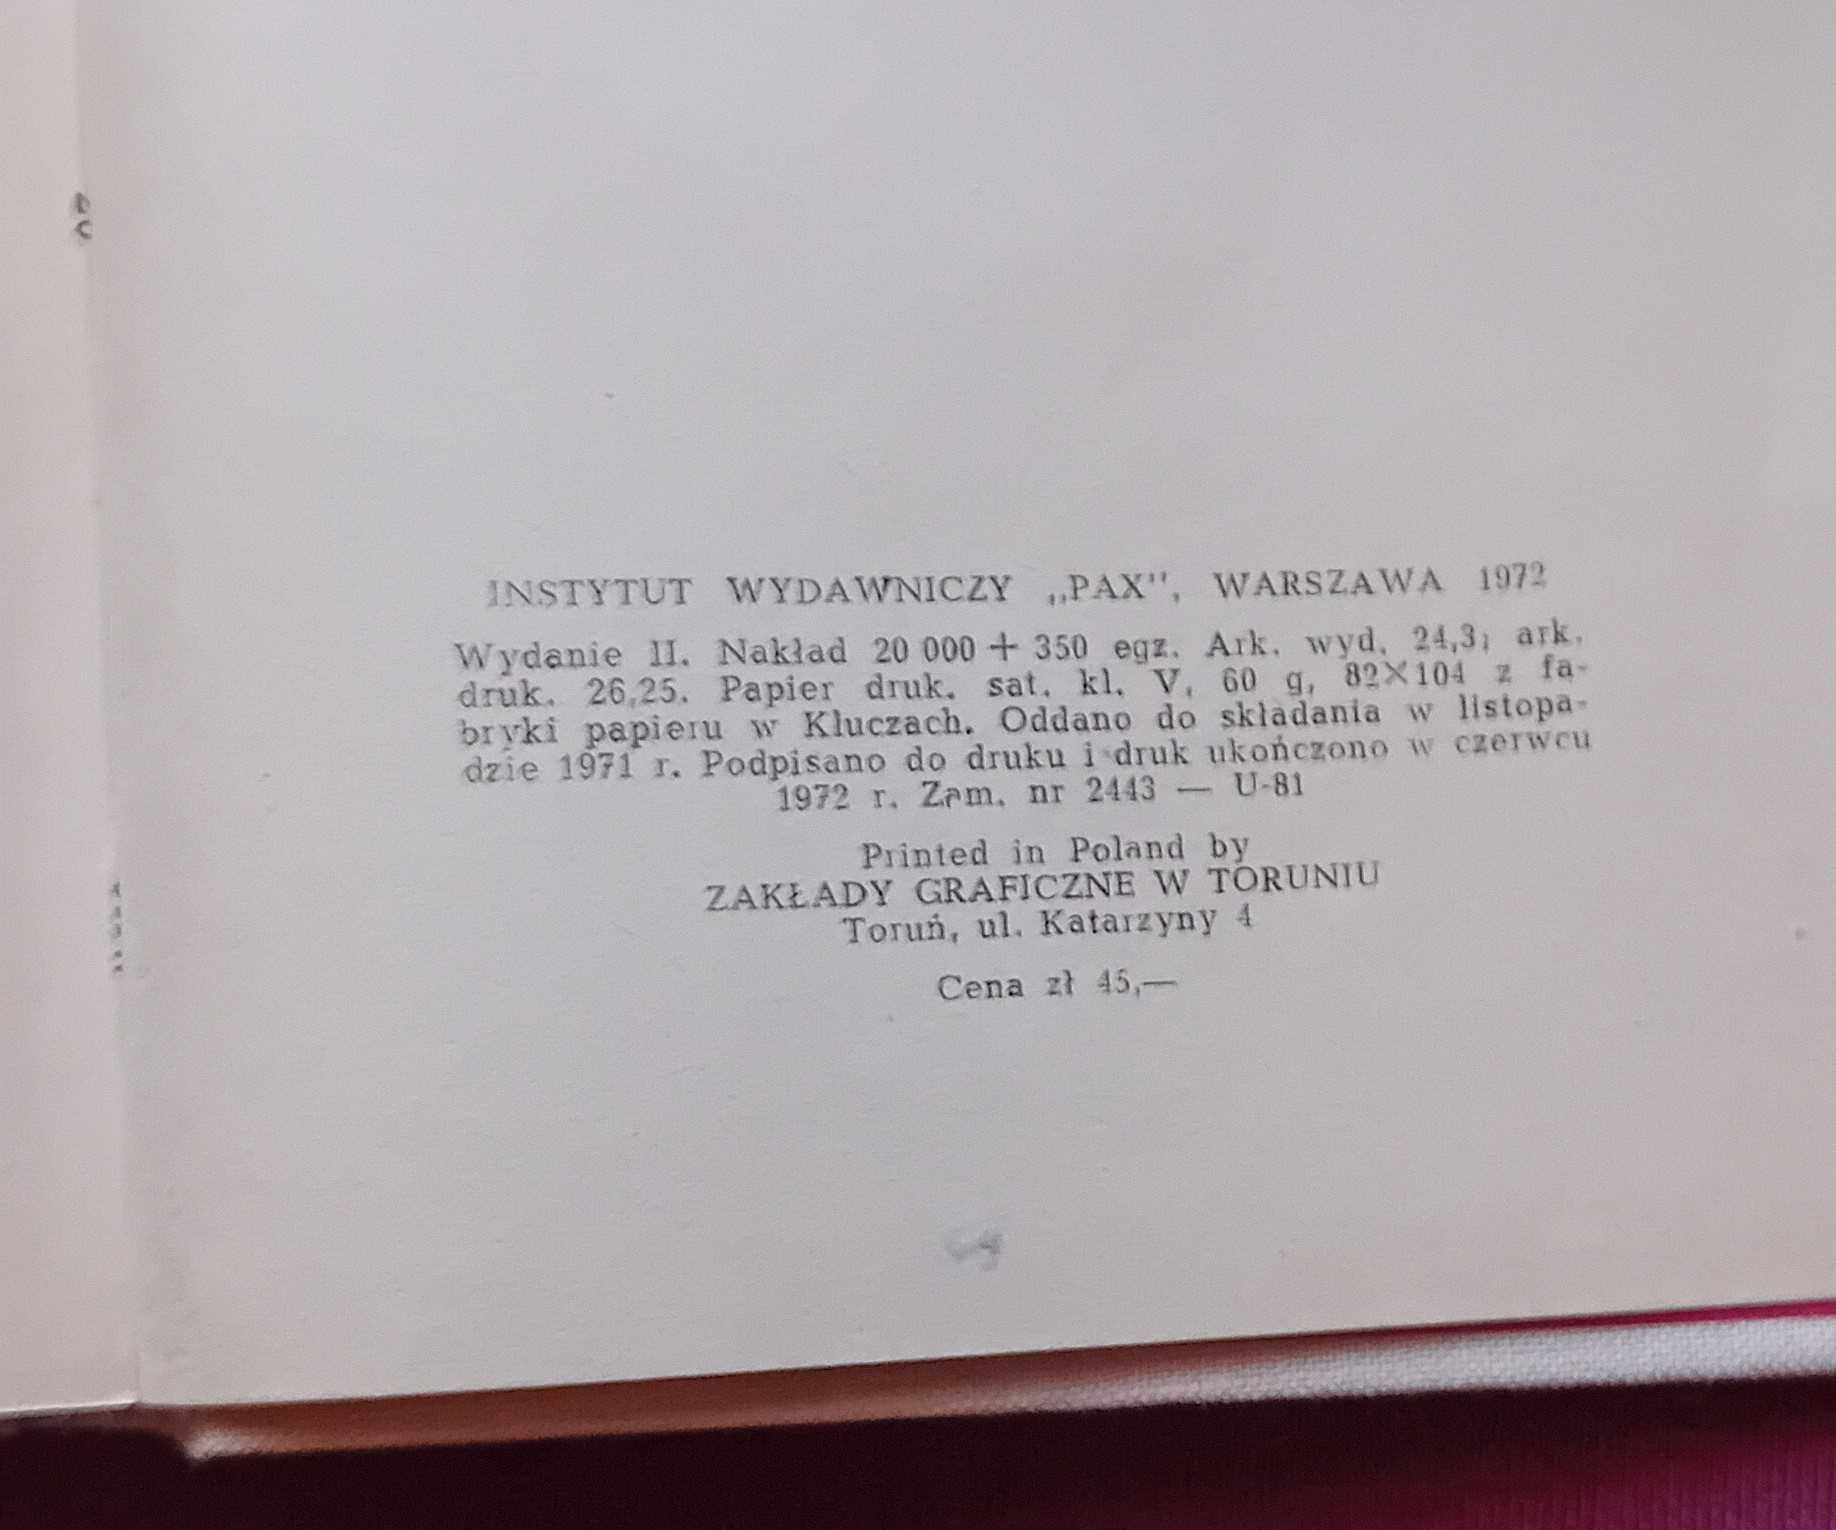 INSTYTUT WYDAWNICZY „PAX", WARSZAWA 1972
Wydanie II. Nakład 20 000 + 350 egz. Ark. wyd. 24,3; ark.
druk. 26,25. Papier druk. sat. kl. V, 60 g, 82×104 z fa-
bryki papieru w Kluczach. Oddano do składania w listopa-
dzie 1971 r. Podpisano do druku i druk ukończono w czerwcu
1972 r. Zam. nr 2443 — U-81
Printed in Poland by
ZAKŁADY GRAFICZNE W TORUNIU
Toruń, ul. Katarzyny 4
Cena zł 45,—